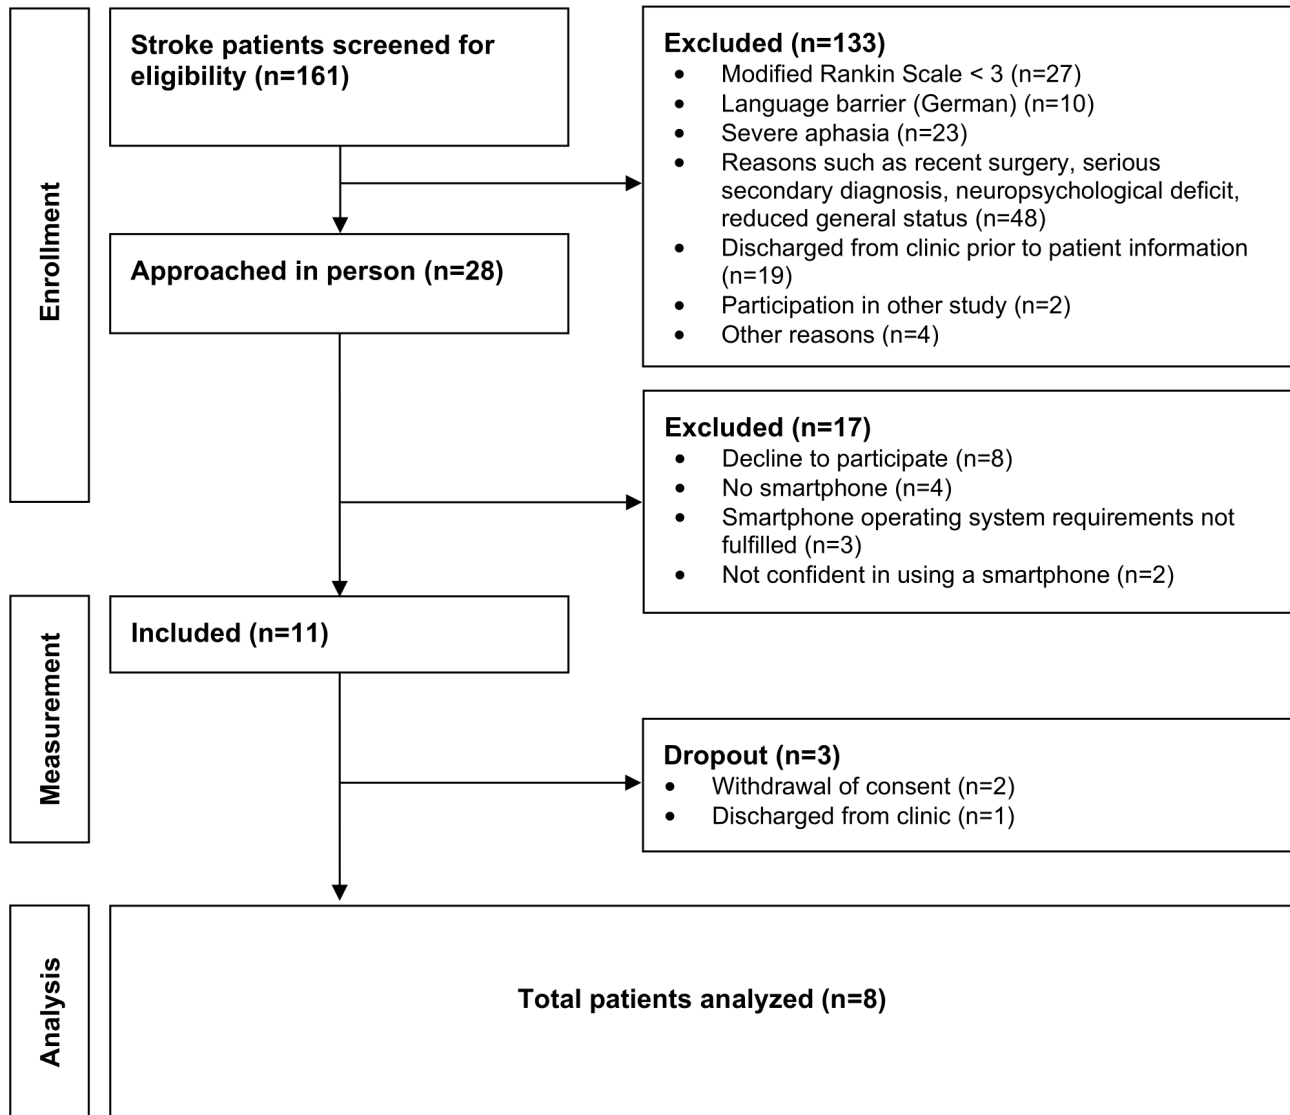 Enrollment
Stroke patients screened for
eligibility (n=161)
Excluded (n=133)
• Modified Rankin Scale < 3 (n=27)
• Language barrier (German) (n=10)
• Severe aphasia (n=23)
• Reasons such as recent surgery, serious
secondary diagnosis, neuropsychological deficit,
reduced general status (n=48)
• Discharged from clinic prior to patient information
(n=19)
• Participation in other study (n=2)
• Other reasons (n=4)
Approached in person (n=28)
Excluded (n=17)
• Decline to participate (n=8)
• No smartphone (n=4)
• Smartphone operating system requirements not
fulfilled (n=3)
• Not confident in using a smartphone (n=2)
Measurement
Included (n=11)
Dropout (n=3)
• Withdrawal of consent (n=2)
• Discharged from clinic (n=1)
Analysis
Total patients analyzed (n=8)